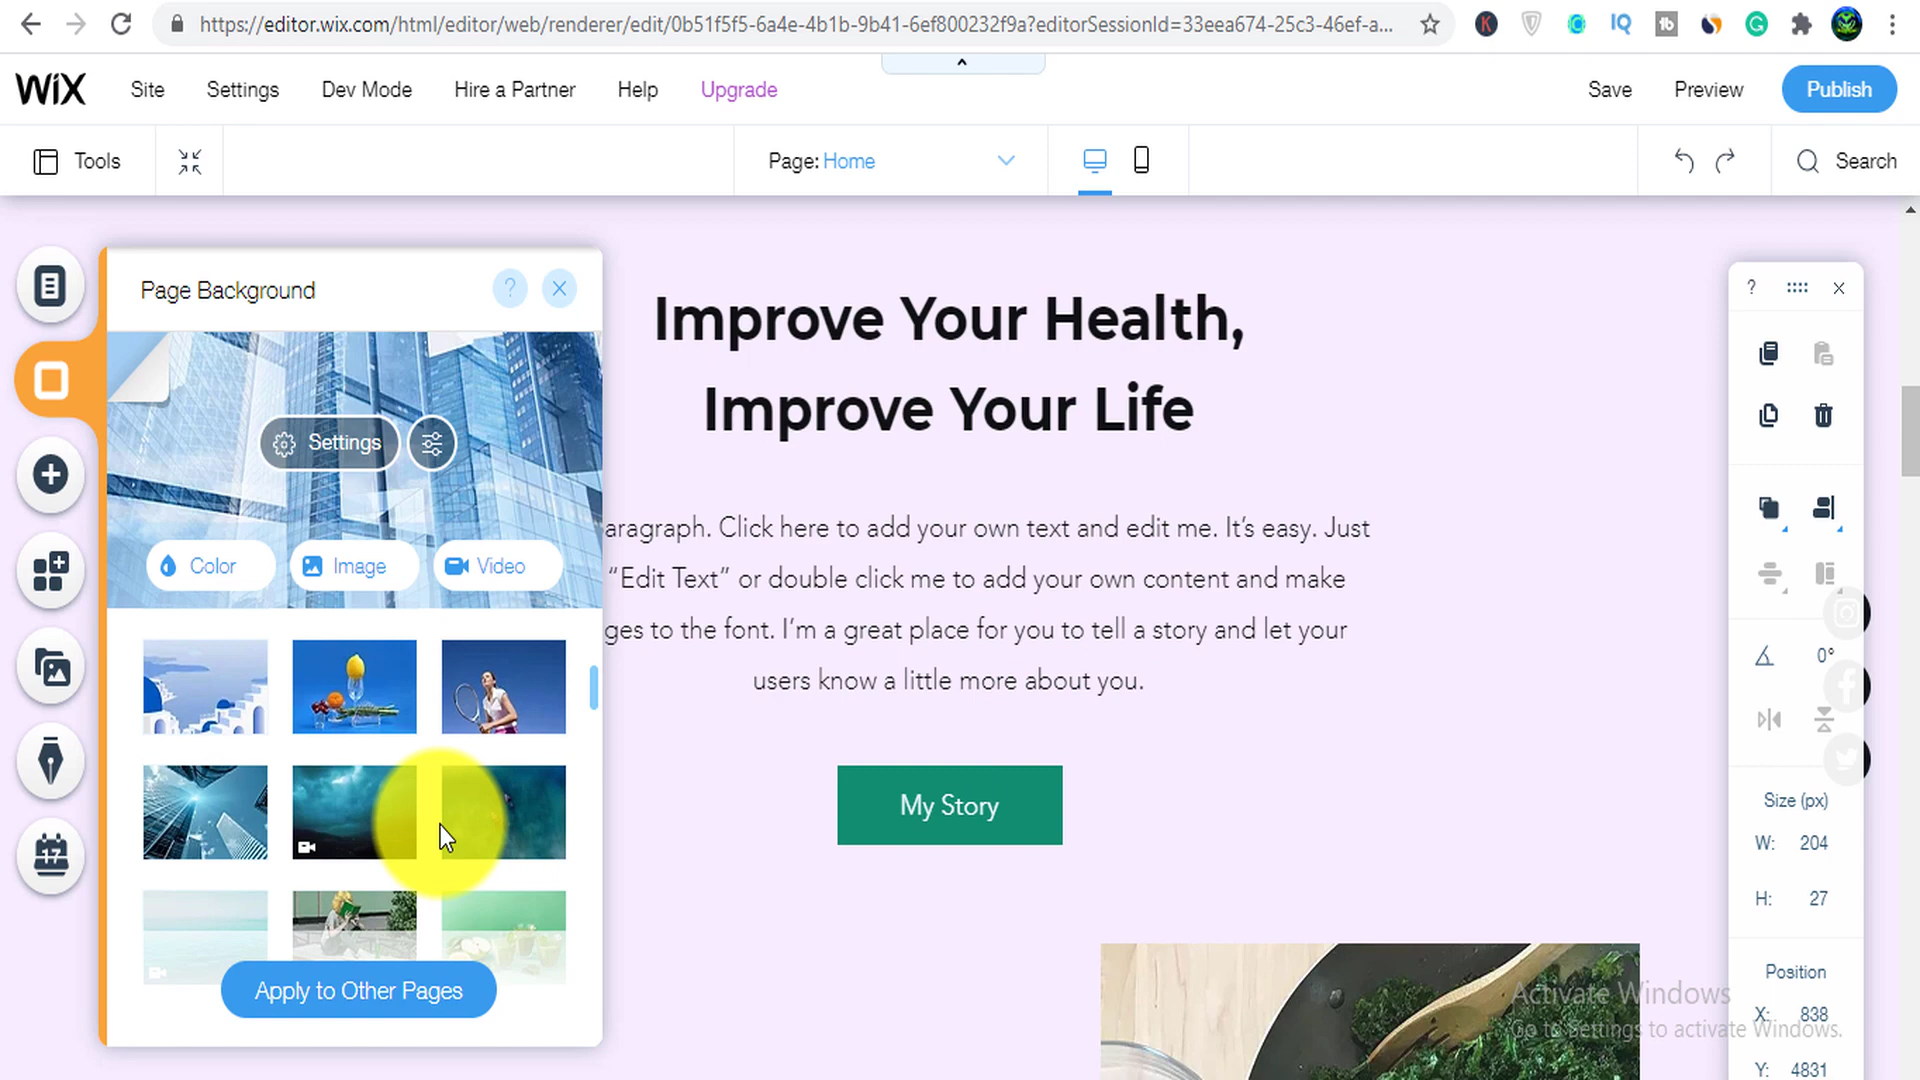 https://editor.wix.com/html/editor/web/renderer/edit/0b51f5f5-6a4e-4b1b-9b41-6ef800232f9a?editorSessionId=33eea674-25c3-46ef-a...
WiX
Site
Settings
Dev Mode
Hire a Partner
Help
Upgrade
Save
Preview
Publish
Tools
Page: Home
Search
Page Background
?
Settings
Color
Image
Video
Apply to Other Pages
Improve Your Health,
Improve Your Life
aragraph. Click here to add your own text and edit me. It's easy. Just
"Edit Text" or double click me to add your own content and make
ges to the font. I'm a great place for you to tell a story and let your
users know a little more about you.
My Story
?
0°
Size (px)
W: 204
H: 27
Position
X: 838
Y: 4831
Activate Windows
Go to Settings to activate Windows.
17
K
IQ
tb
G